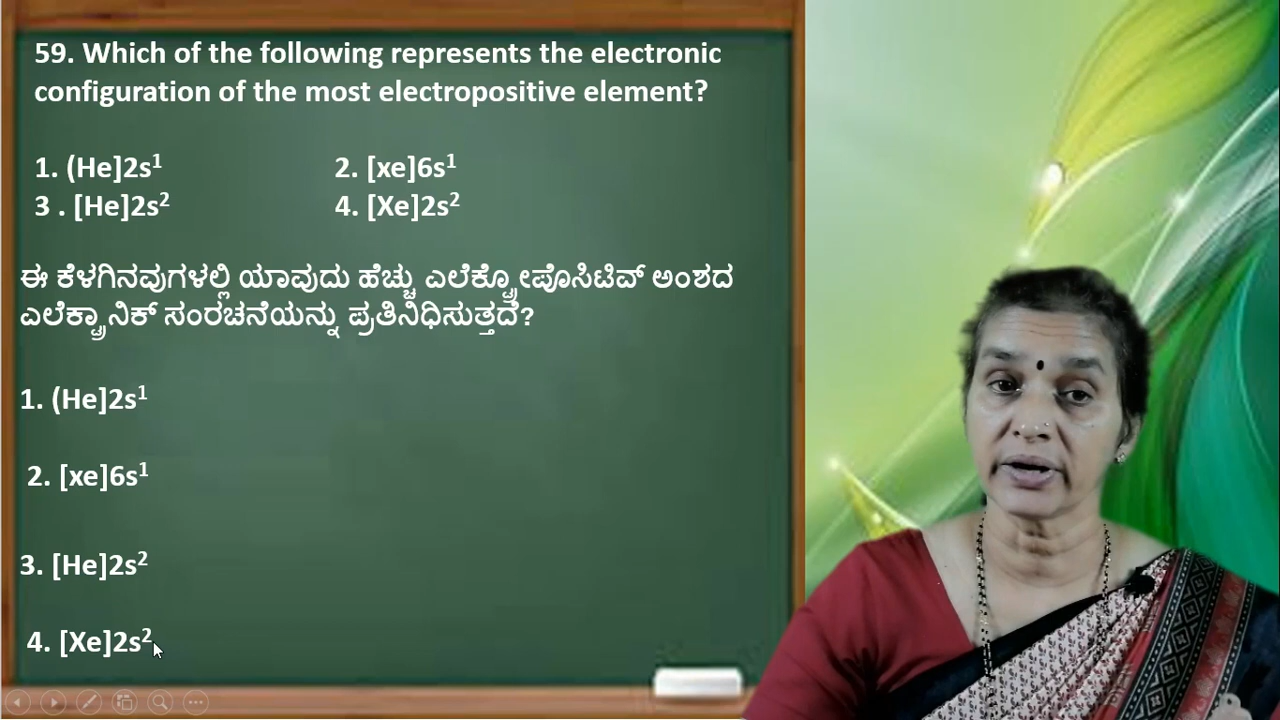 59. Which of the following represents the electronic
configuration of the most electropositive element?
1. (He]2s¹ 2. [xe]6s¹
3 . [He]2s² 4. [Xe]2s²
ಈ ಕೆಳಗಿನವುಗಳಲ್ಲಿ ಯಾವುದು ಹೆಚ್ಚು ಎಲೆಕ್ಟ್ರೋಪೊಸಿಟಿವ್ ಅಂಶದ
ಎಲೆಕ್ಟ್ರಾನಿಕ್ ಸಂರಚನೆಯನ್ನು ಪ್ರತಿನಿಧಿಸುತ್ತದೆ?
1. (He]2s¹
2. [xe]6s¹
3. [He]2s²
4. [Xe]2s²